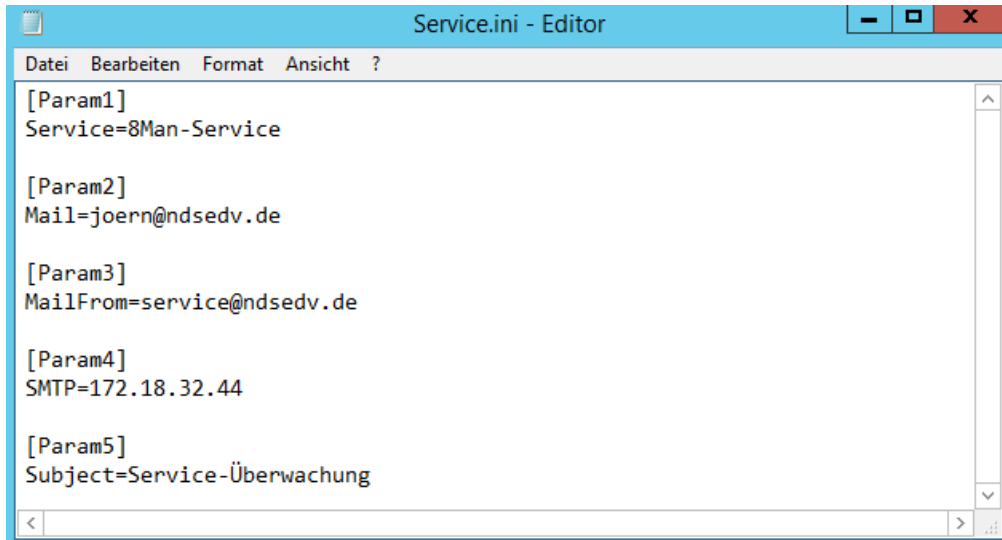 Service.ini - Editor
Datei Bearbeiten Format Ansicht ?
[Param1]
Service=8Man-Service
[Param2]
Mail=joern@ndsedv.de
[Param3]
MailFrom=service@ndsedv.de
[Param4]
SMTP=172.18.32.44
[Param5]
Subject=Service-Überwachung